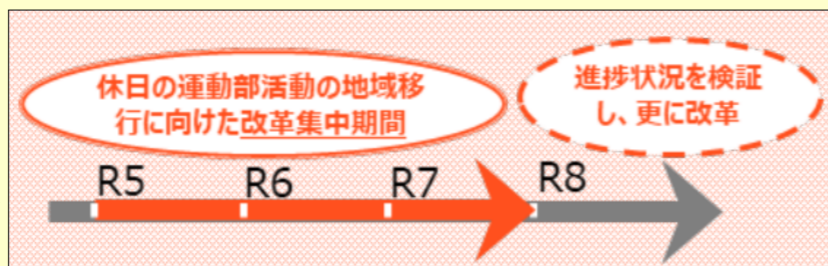 休日の運動部活動の地域移
行に向けた改革集中期間
進捗状況を検証
し、更に改革
R5
R6
R7
R8